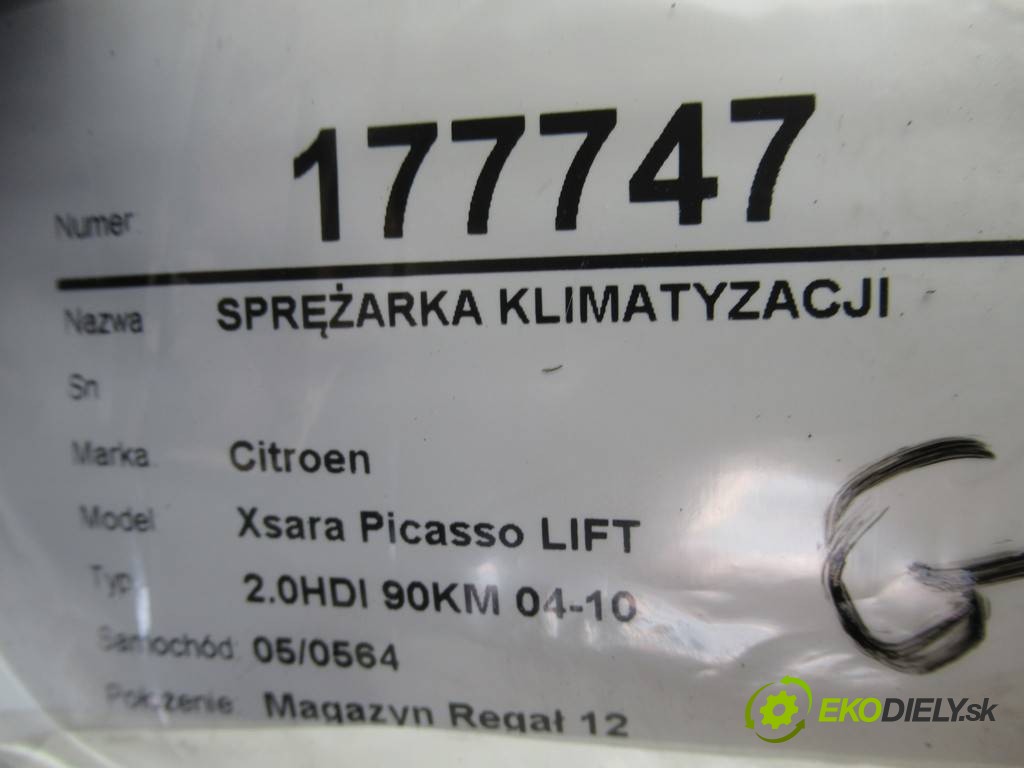 Numer 177747
Nazwa SPRĘŻARKA KLIMATYZACJI
Sn
Marka Citroen
Model Xsara Picasso LIFT
Typ 2.0HDI 90KM 04-10
Samochód: 05/0564
Położenie: Magazyn Regał 12
G
EKODIELY.sk